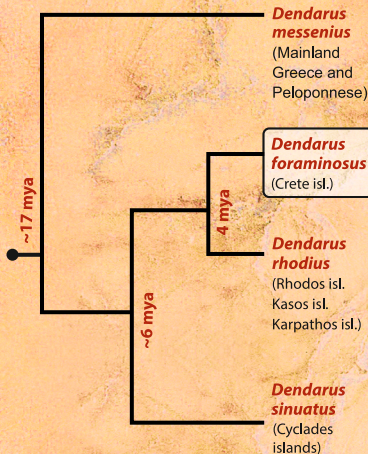 Dendarus
messenius
(Mainland
Greece and
Peloponnese)
Dendarus
foraminosus
(Crete isl.)
~17 mya
4 mya
Dendarus
rhodius
(Rhodos isl.
Kasos isl.
Karpathos isl.)
~6 mya
Dendarus
sinuatus
(Cyclades
islands)